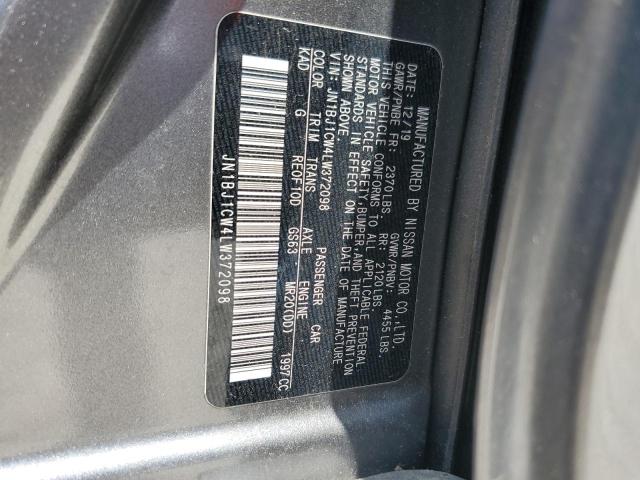 MANUFACTURED BY NISSAN MOTOR CO.,LTD.
DATE: 12/19 GVWR/PNBV: 4455 LBS.
GAWR/PNBE FR: 2370LBS. RR: 2120LBS.
THIS VEHICLE CONFORMS TO ALL APPLICABLE FEDERAL
MOTOR VEHICLE SAFETY,BUMPER,AND THEFT PREVENTION
STANDARDS IN EFFECT ON THE DATE OF MANUFACTURE
SHOWN ABOVE.
VIN: JN1BJ1CW4LW372098 PASSENGER CAR
COLOR TRIM TRANS AXLE ENGINE
KAD G RE0F10D GS63 MR20(DD) 1997CC
JN1BJ1CW4LW372098